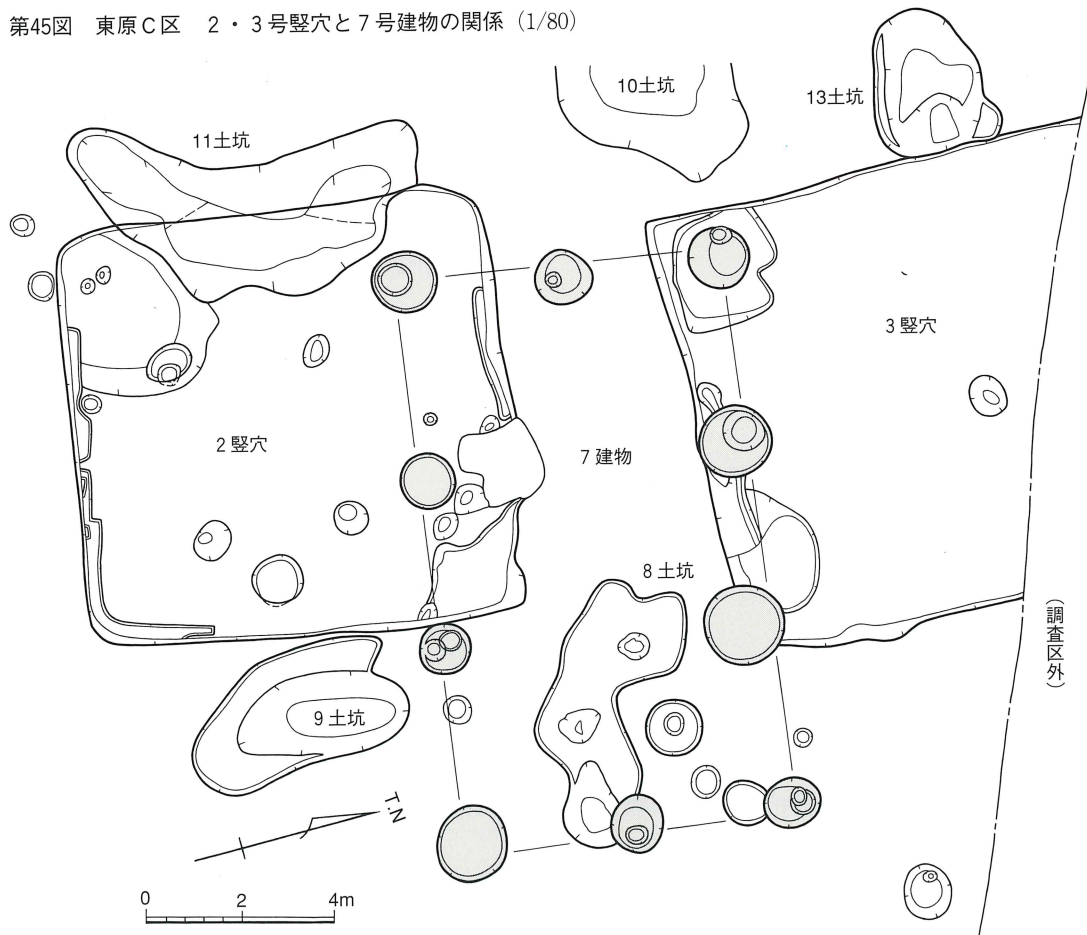 第45図　東原C区　2・3号竪穴と7号建物の関係（1/80）
10土坑
13土坑
11土坑
3竪穴
2竪穴
7建物
8土坑
（調査区外）
9土坑
T.N
0 2 4m